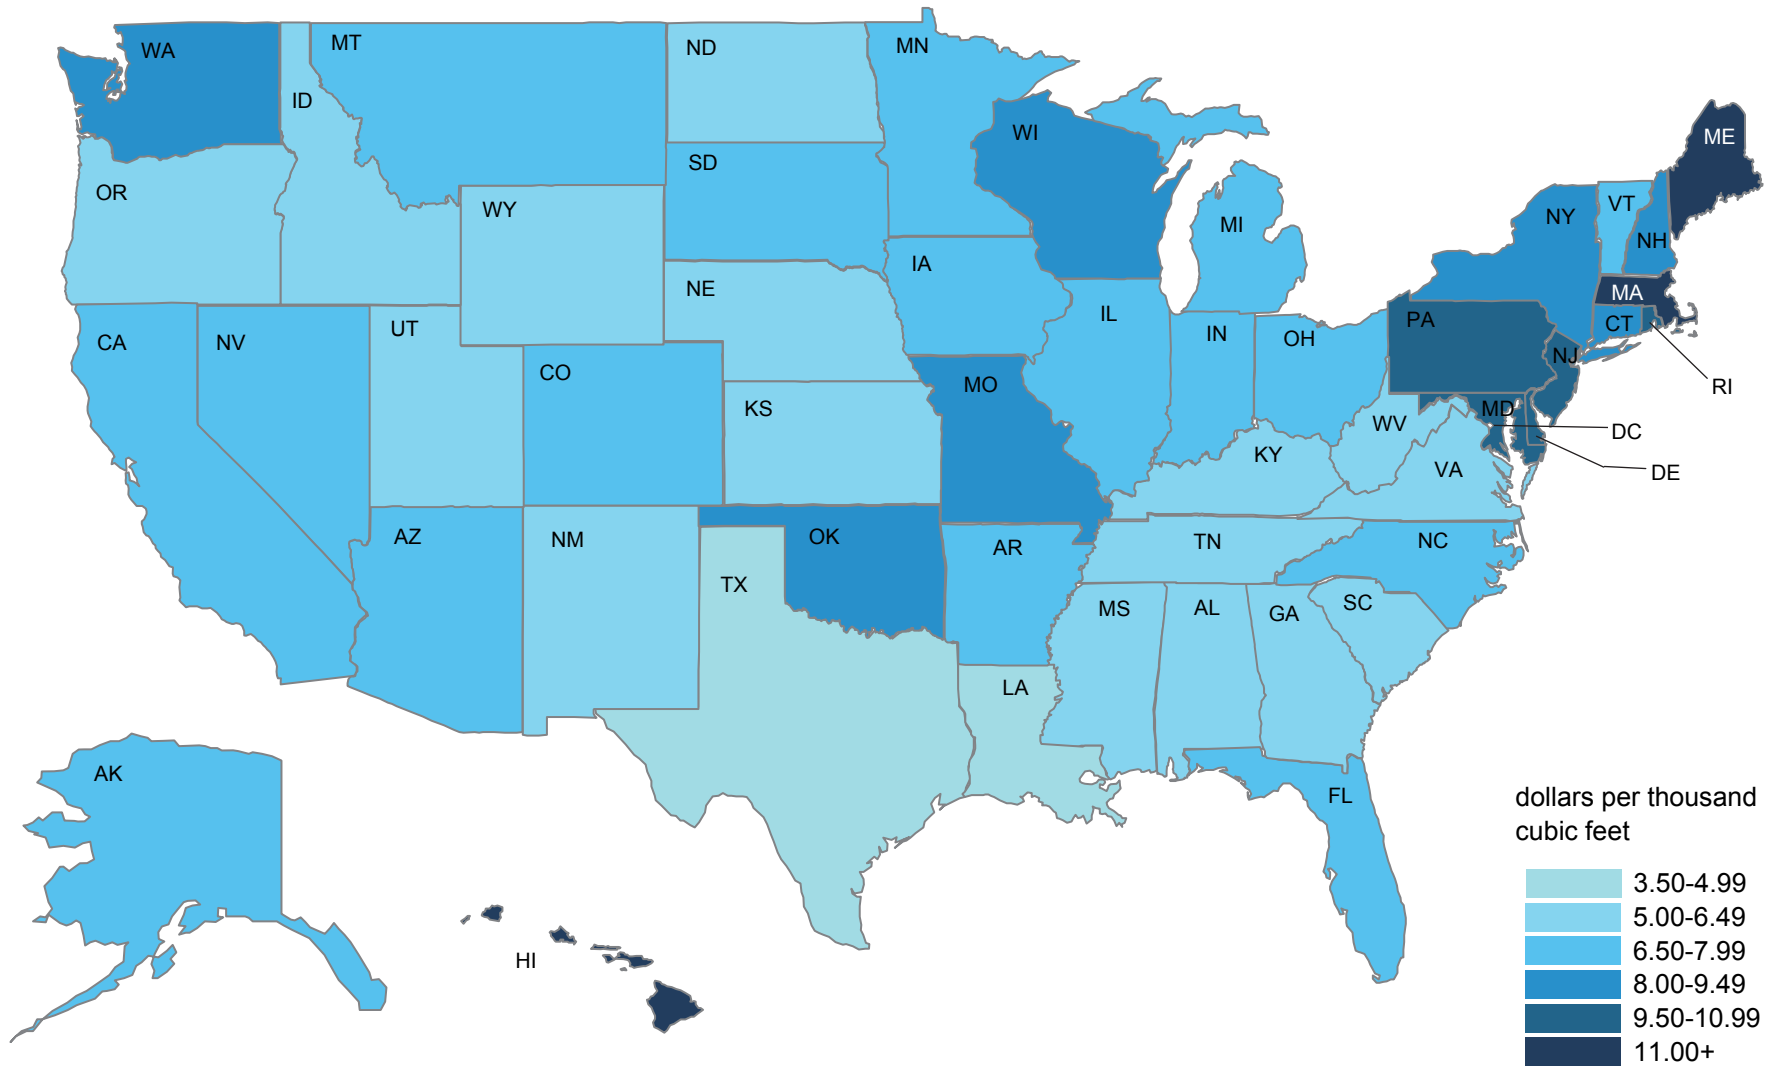 WA
MT
ND
MN
ID
WI
ME
SD
OR
WY
VT
NY
MI
NH
IA
NE
MA
IL
PA
CT
UT
CA
NV
IN
OH
NJ
CO
MO
RI
KS
MD
WV
DC
KY
VA
DE
AZ
NM
OK
AR
TN
NC
TX
MS
AL
GA
SC
LA
AK
FL
HI
dollars per thousand
cubic feet
3.50-4.99
5.00-6.49
6.50-7.99
8.00-9.49
9.50-10.99
11.00+